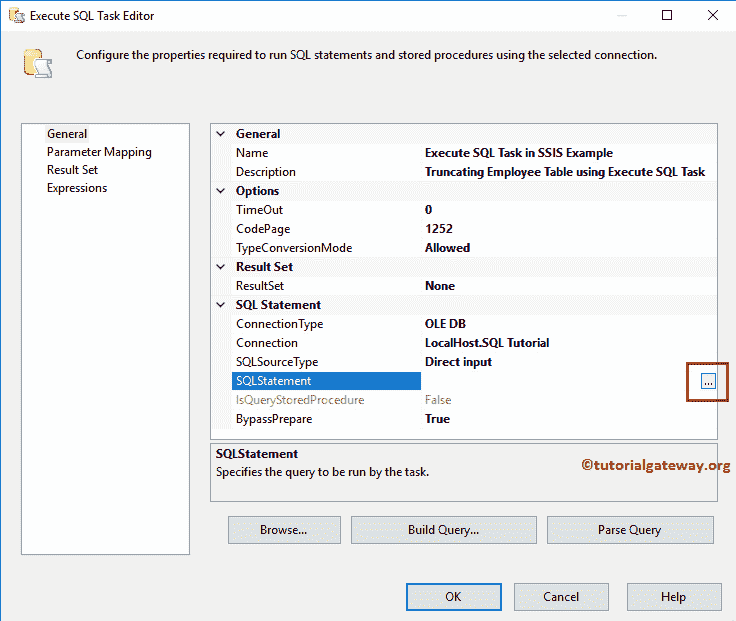 Execute SQL Task Editor
Configure the properties required to run SQL statements and stored procedures using the selected connection.
General
Parameter Mapping
Result Set
Expressions
General
Name Execute SQL Task in SSIS Example
Description Truncating Employee Table using Execute SQL Task
Options
TimeOut 0
CodePage 1252
TypeConversionMode Allowed
Result Set
ResultSet None
SQL Statement
ConnectionType OLE DB
Connection LocalHost.SQL Tutorial
SQLSourceType Direct input
SQLStatement ...
IsQueryStoredProcedure False
BypassPrepare True
SQLStatement
Specifies the query to be run by the task.
©tutorialgateway.org
Browse... Build Query... Parse Query
OK Cancel Help